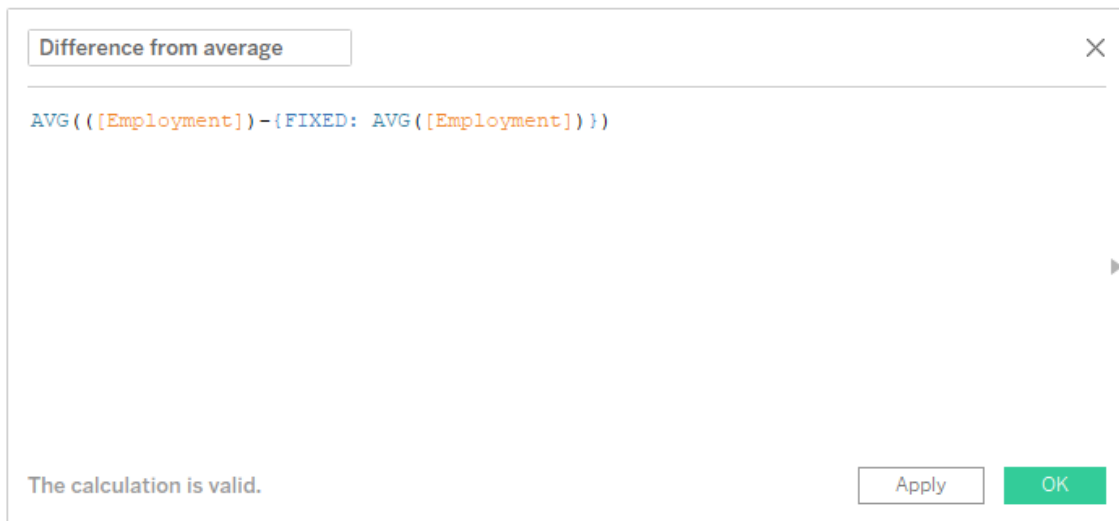 Difference from average
AVG(([Employment])-{FIXED: AVG([Employment])})
The calculation is valid.
Apply
OK